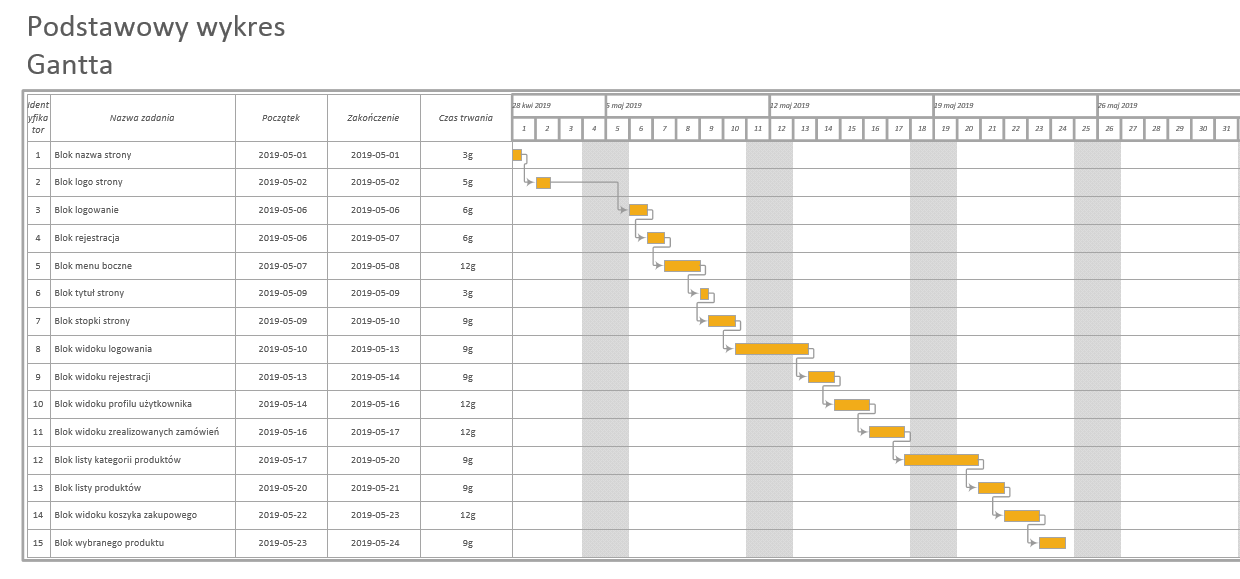 Podstawowy wykres
Gantta
Ident
yfika
tor
Nazwa zadania
Początek
Zakończenie
Czas trwania
28 kwi 2019 5 maj 2019 12 maj 2019 19 maj 2019 26 maj 2019
1 2 3 4 5 6 7 8 9 10 11 12 13 14 15 16 17 18 19 20 21 22 23 24 25 26 27 28 29 30 31
1 Blok nazwa strony 2019-05-01 2019-05-01 3g
2 Blok logo strony 2019-05-02 2019-05-02 5g
3 Blok logowanie 2019-05-06 2019-05-06 6g
4 Blok rejestracja 2019-05-06 2019-05-07 6g
5 Blok menu boczne 2019-05-07 2019-05-08 12g
6 Blok tytuł strony 2019-05-09 2019-05-09 3g
7 Blok stopki strony 2019-05-09 2019-05-10 9g
8 Blok widoku logowania 2019-05-10 2019-05-13 9g
9 Blok widoku rejestracji 2019-05-13 2019-05-14 9g
10 Blok widoku profilu użytkownika 2019-05-14 2019-05-16 12g
11 Blok widoku zrealizowanych zamówień 2019-05-16 2019-05-17 12g
12 Blok listy kategorii produktów 2019-05-17 2019-05-20 9g
13 Blok listy produktów 2019-05-20 2019-05-21 9g
14 Blok widoku koszyka zakupowego 2019-05-22 2019-05-23 12g
15 Blok wybranego produktu 2019-05-23 2019-05-24 9g